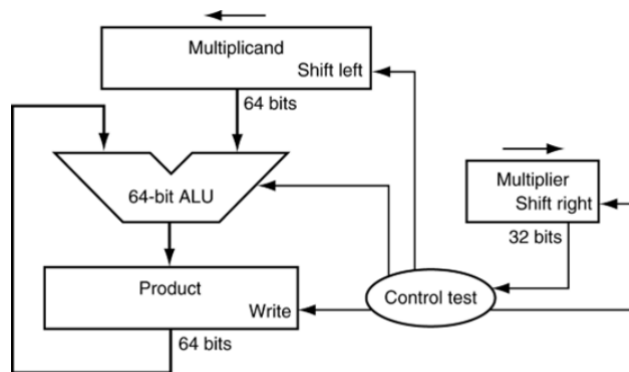 Multiplicand
Shift left
64 bits
64-bit ALU
Multiplier
Shift right
32 bits
Product
Write
Control test
64 bits